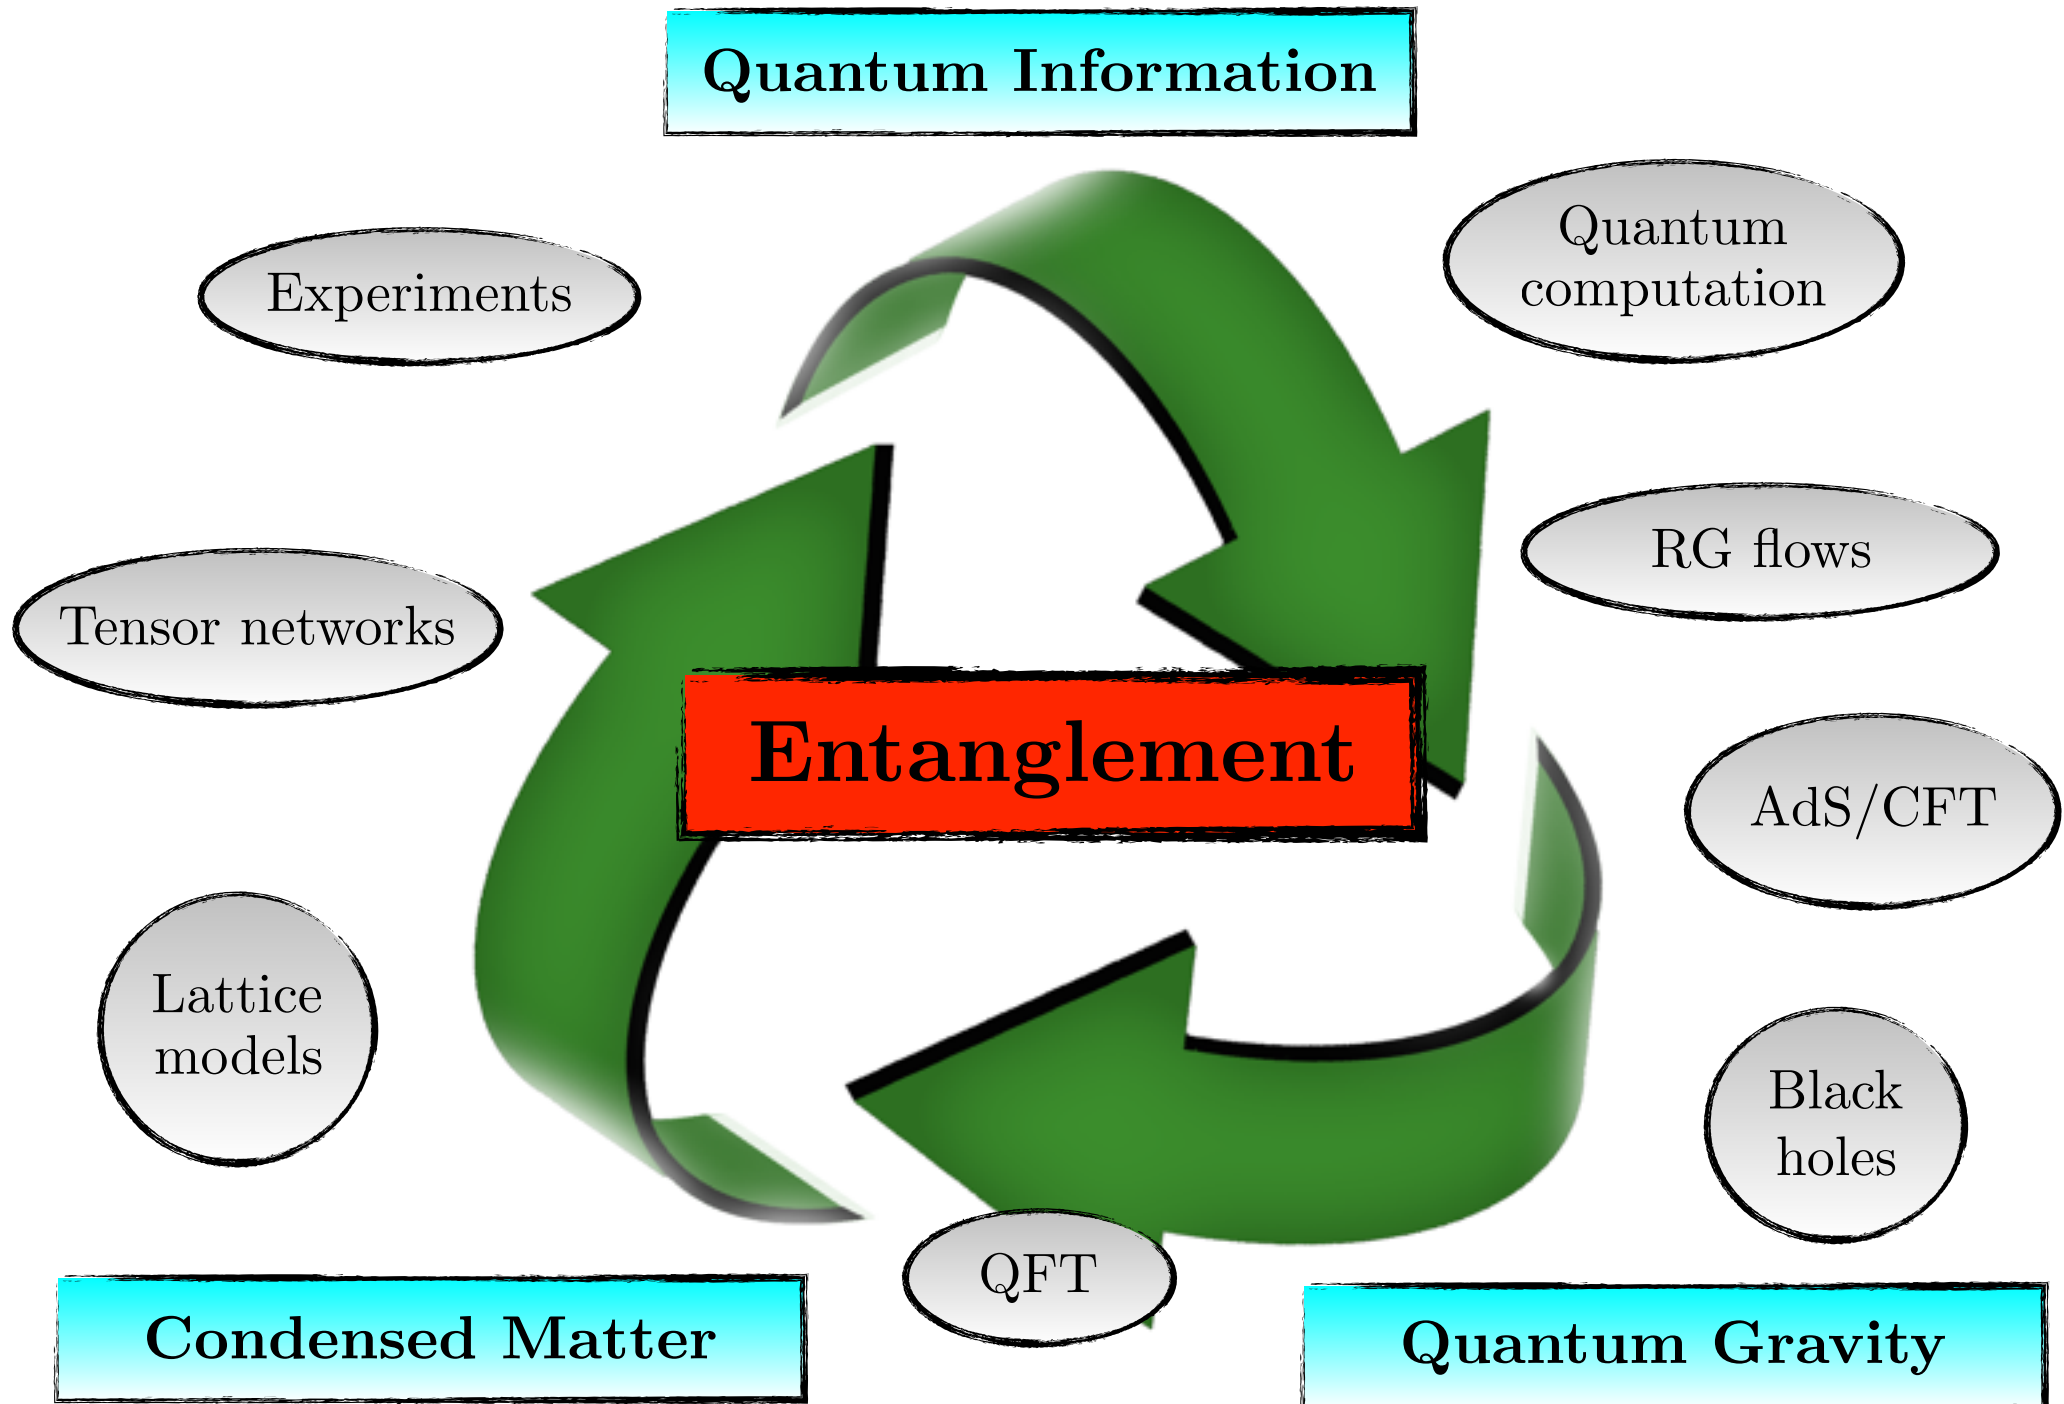 Quantum Information
Experiments
Quantum
computation
RG flows
Tensor networks
Entanglement
AdS/CFT
Lattice
models
Black
holes
QFT
Condensed Matter
Quantum Gravity